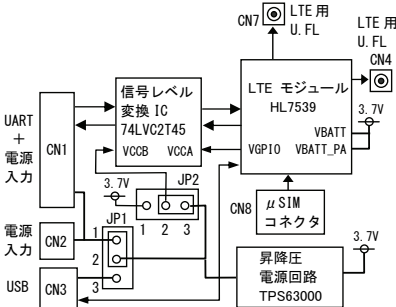 CN7
LTE 用
U.FL
LTE 用
U.FL
CN4
信号レベル
変換 IC
74LVC2T45
VCCB VCCA
LTE モジュール
HL7539
VGPIO
VBATT
VBATT_PA
3.7V
UART
+
電源
入力
CN1
3.7V
JP2
1 2 3
CN8
μSIM
コネクタ
電源
入力
CN2
JP1
1
2
3
USB
CN3
昇降圧
電源回路
TPS63000
3.7V